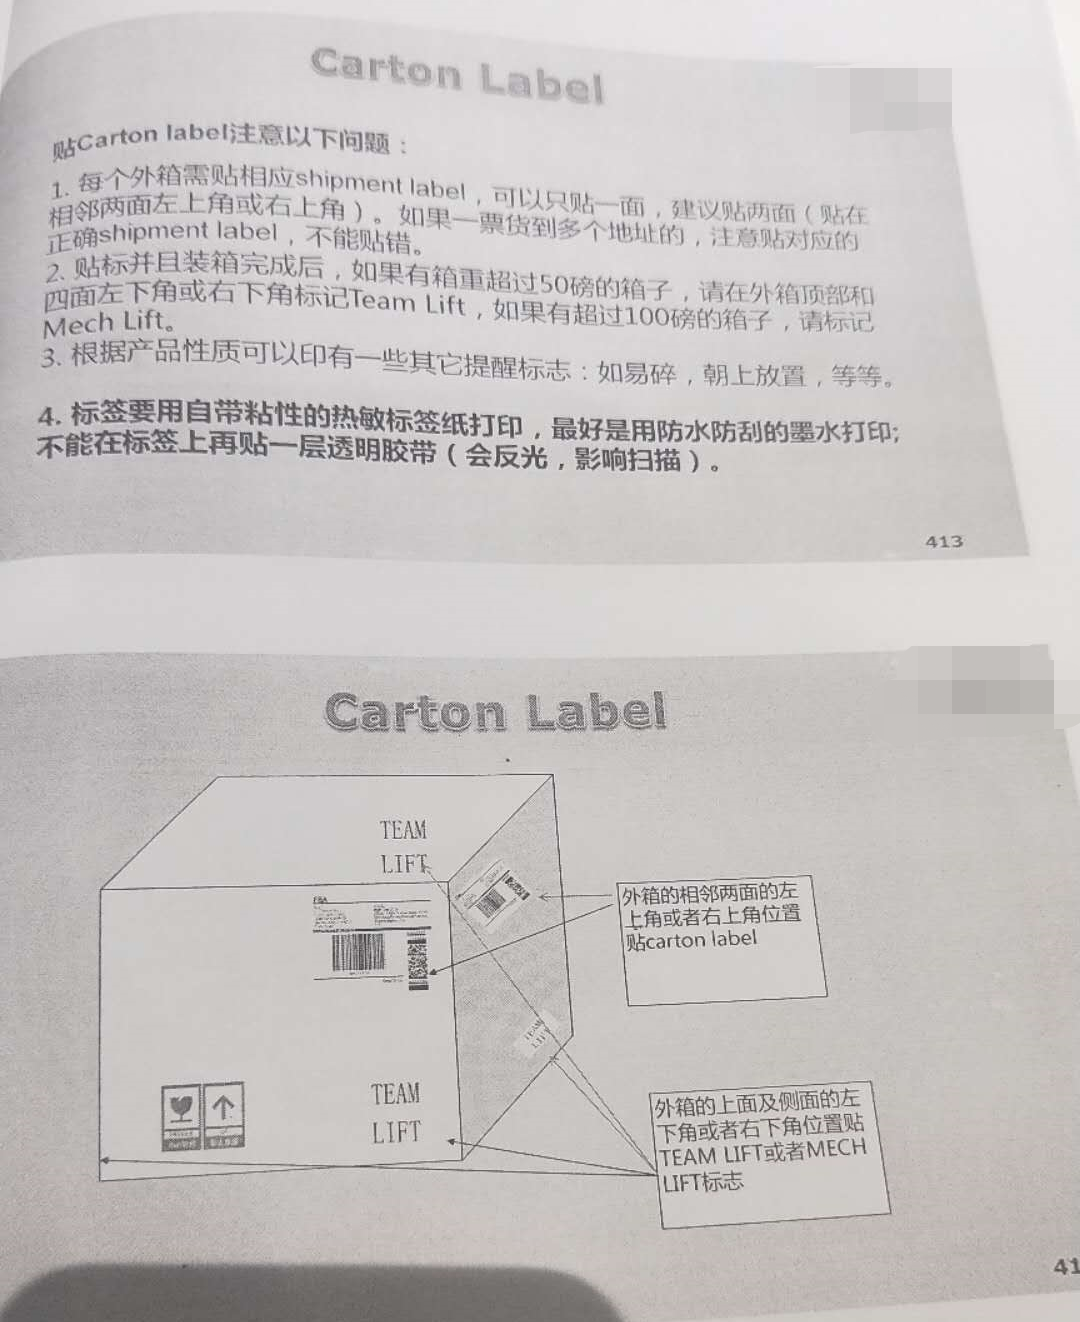 Carton Label
贴Carton label注意以下问题：
1. 每个外箱需贴相应shipment label，可以只贴一面，建议贴两面（贴在
相邻两面左上角或右上角）。如果一票货到多个地址的，注意贴对应的
正确shipment label，不能贴错。
2. 贴标并且装箱完成后，如果有箱重超过50磅的箱子，请在外箱顶部和
四面左下角或右下角标记Team Lift，如果有超过100磅的箱子，请标记
Mech Lift。
3. 根据产品性质可以印有一些其它提醒标志：如易碎，朝上放置，等等。
4. 标签要用自带粘性的热敏标签纸打印，最好是用防水防刮的墨水打印;
不能在标签上再贴一层透明胶带（会反光，影响扫描）。
413
Carton Label
TEAM
LIFT
FBA
外箱的相邻两面的左
上角或者右上角位置
贴carton label
TEAM
LIFT
TEAM
LIFT
外箱的上面及侧面的左
下角或者右下角位置贴
TEAM LIFT或者MECH
LIFT标志
41